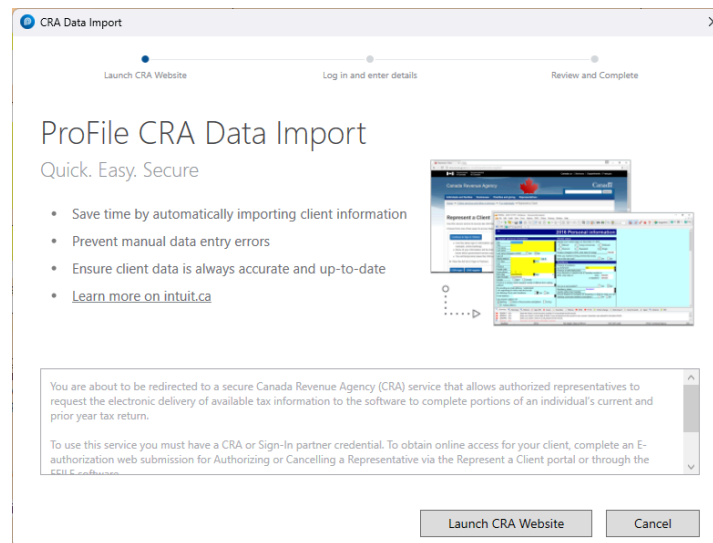 CRA Data Import
Launch CRA Website
Log in and enter details
Review and Complete
ProFile CRA Data Import
Quick. Easy. Secure
Save time by automatically importing client information
Prevent manual data entry errors
Ensure client data is always accurate and up-to-date
Learn more on intuit.ca
Canada Revenue Agency
Canada
Represent a Client
2018 Personal information
You are about to be redirected to a secure Canada Revenue Agency (CRA) service that allows authorized representatives to
request the electronic delivery of available tax information to the software to complete portions of an individual's current and
prior year tax return.
To use this service you must have a CRA or Sign-In partner credential. To obtain online access for your client, complete an E-
authorization web submission for Authorizing or Cancelling a Representative via the Represent a Client portal or through the
EFILE software
Launch CRA Website
Cancel